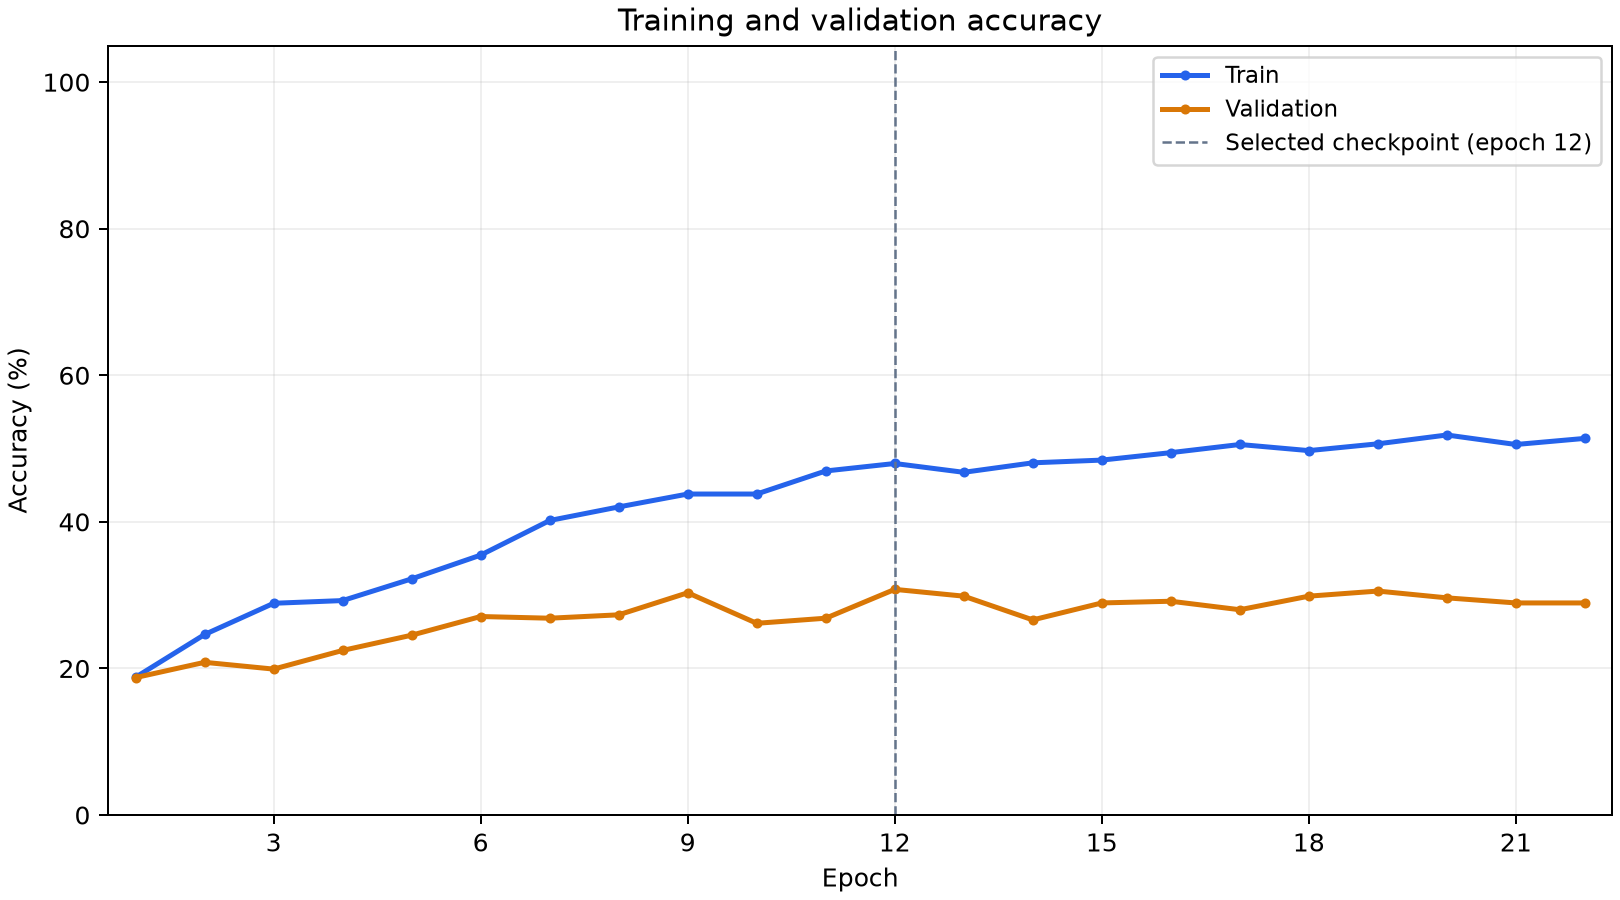 Training and validation accuracy
Train
Validation
Selected checkpoint (epoch 12)
Accuracy (%)
100
80
60
40
20
0
3 6 9 12 15 18 21
Epoch